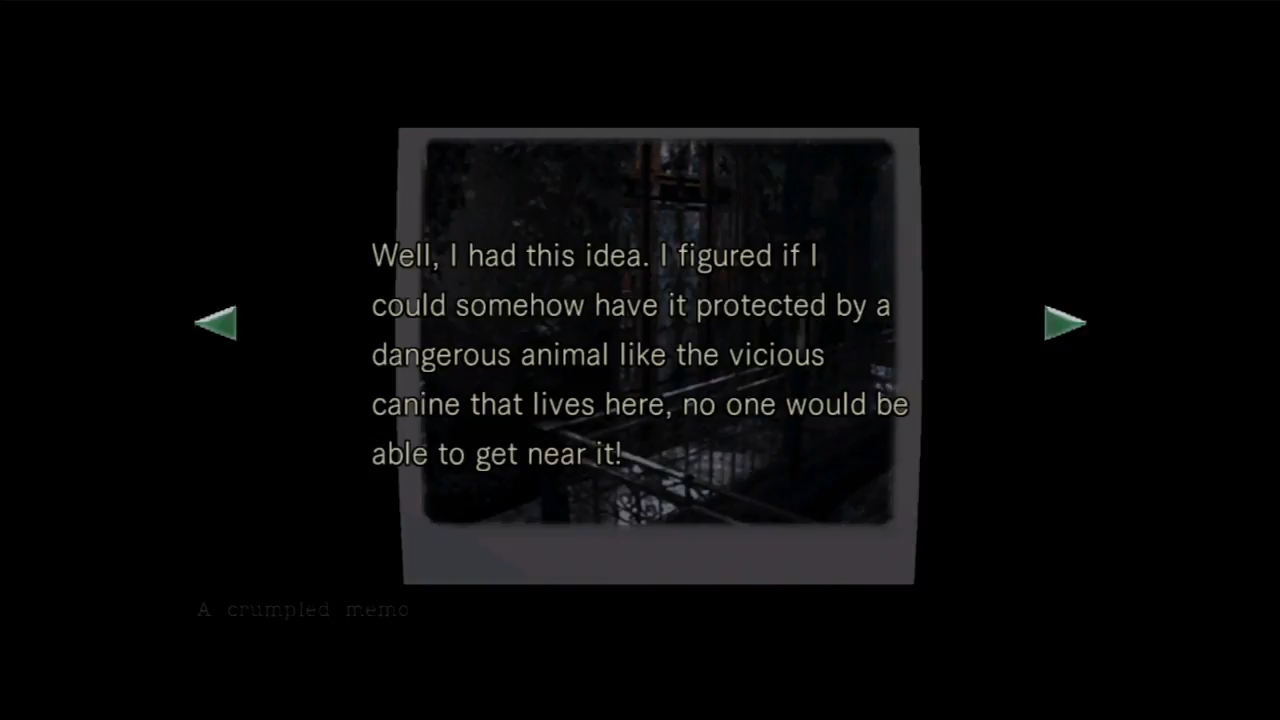 Well, I had this idea. I figured if I
could somehow have it protected by a
dangerous animal like the vicious
canine that lives here, no one would be
able to get near it!
A crumpled memo